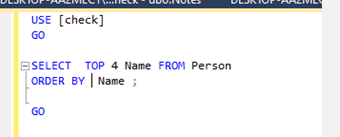 USE [check]
GO
SELECT TOP 4 Name FROM Person
ORDER BY Name ;
GO